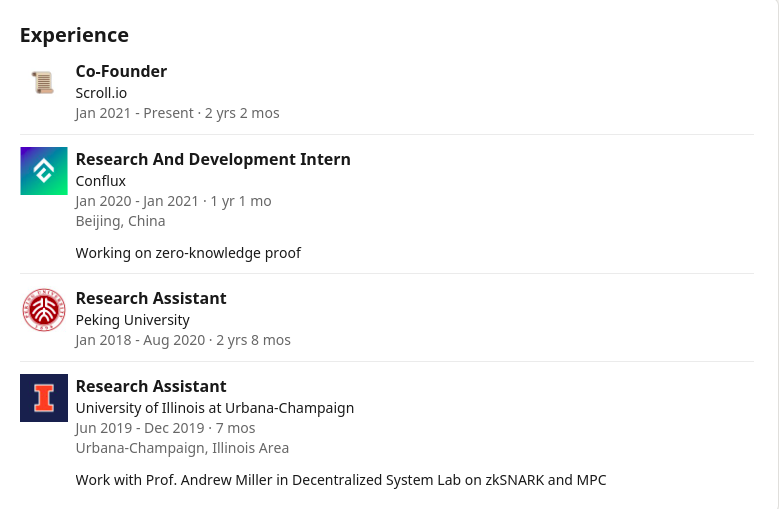 Experience
Co-Founder
Scroll.io
Jan 2021 - Present · 2 yrs 2 mos
Research And Development Intern
Conflux
Jan 2020 - Jan 2021 · 1 yr 1 mo
Beijing, China
Working on zero-knowledge proof
Research Assistant
Peking University
Jan 2018 - Aug 2020 · 2 yrs 8 mos
Research Assistant
University of Illinois at Urbana-Champaign
Jun 2019 - Dec 2019 · 7 mos
Urbana-Champaign, Illinois Area
Work with Prof. Andrew Miller in Decentralized System Lab on zkSNARK and MPC